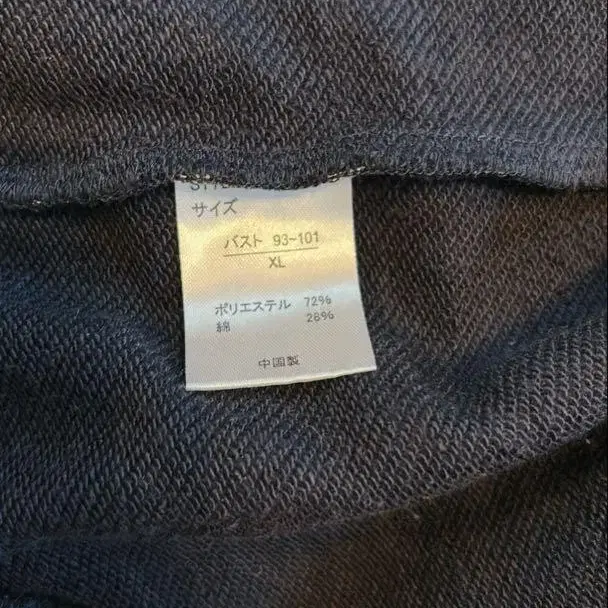 サイズ
バスト 93-101
XL
ポリエステル 72%
綿 28%
中国製